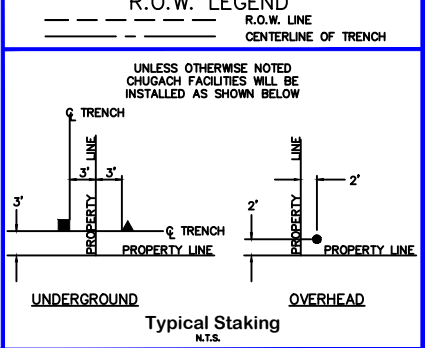 R.O.W. LEGEND
R.O.W. LINE
CENTERLINE OF TRENCH
UNLESS OTHERWISE NOTED
CHUGACH FACILITIES WILL BE
INSTALLED AS SHOWN BELOW
℄ TRENCH
PROPERTY LINE
3' 3'
3'
℄ TRENCH
PROPERTY LINE
UNDERGROUND
PROPERTY LINE
2'
2'
PROPERTY LINE
OVERHEAD
Typical Staking
N.T.S.